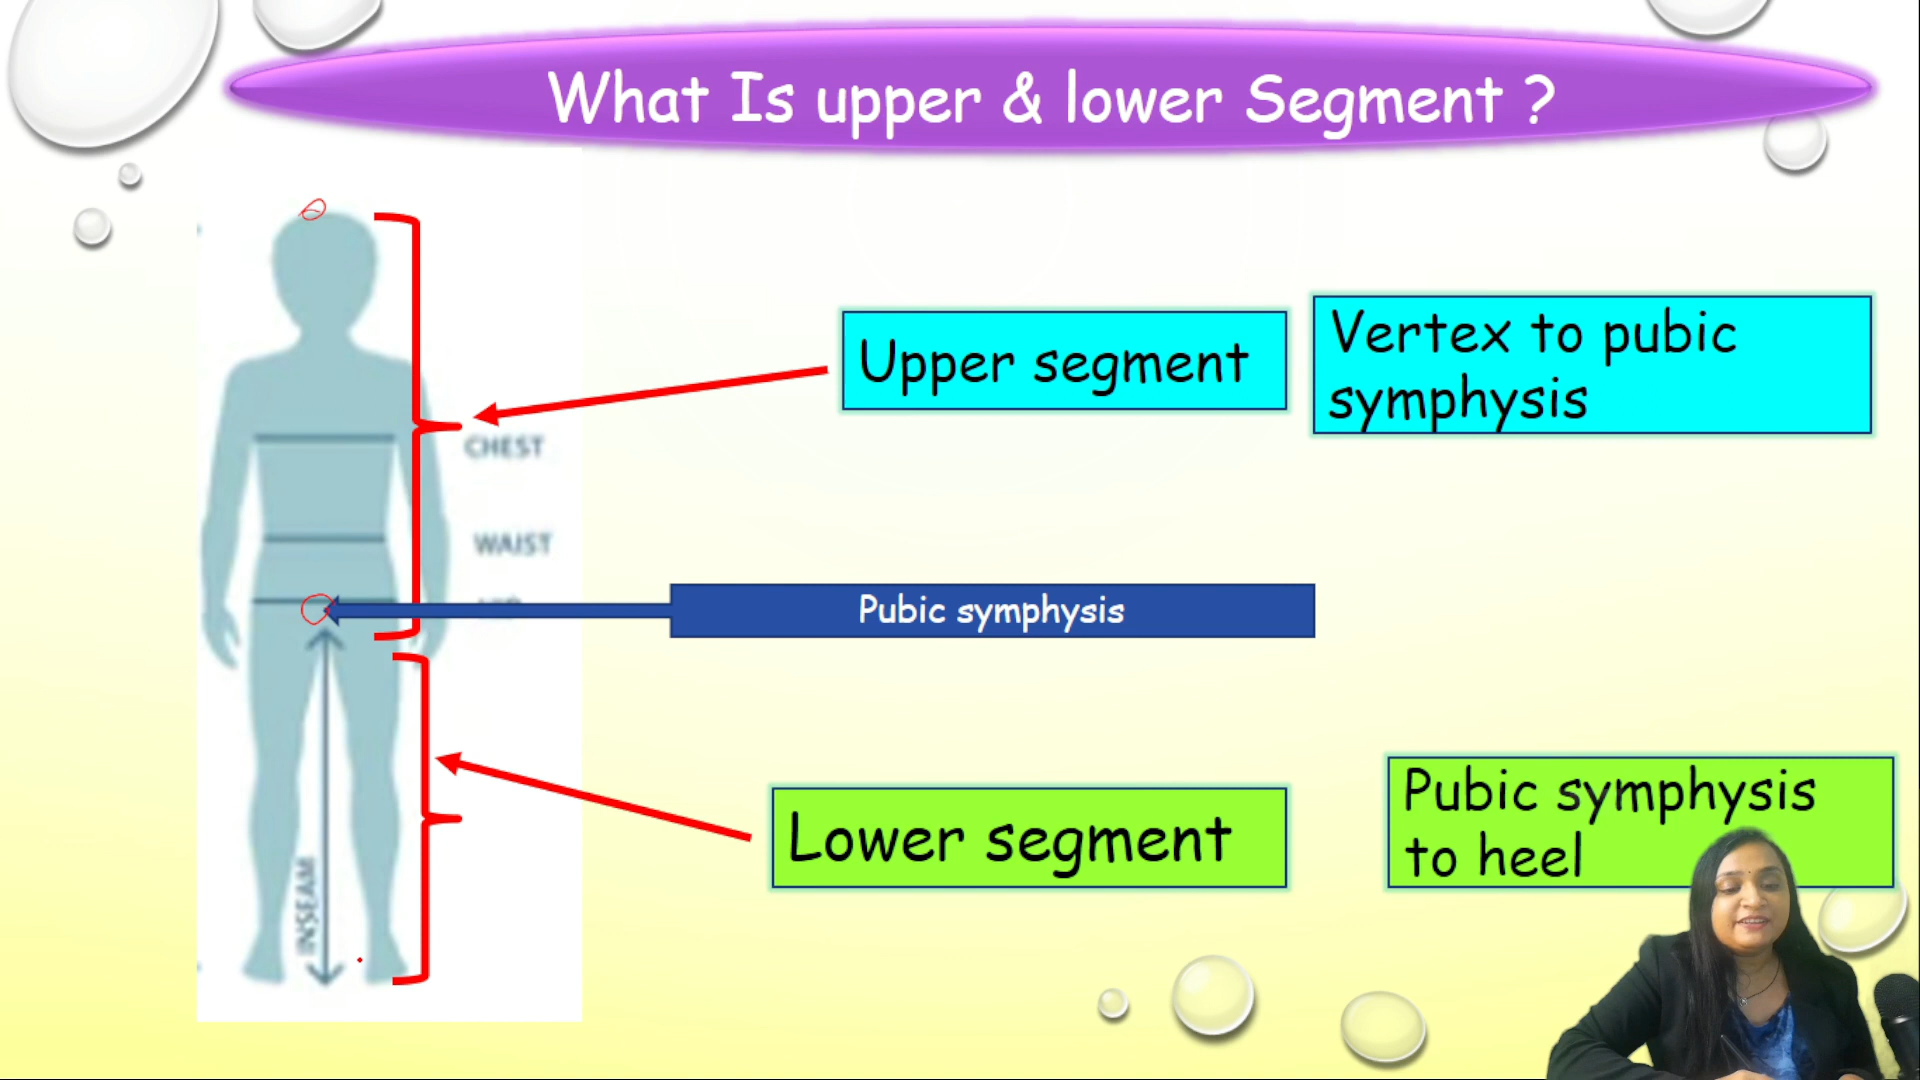 What Is upper & lower Segment ?
Upper segment
Vertex to pubic
symphysis
CHEST
WAIST
Pubic symphysis
Lower segment
Pubic symphysis
to heel
INSEAM